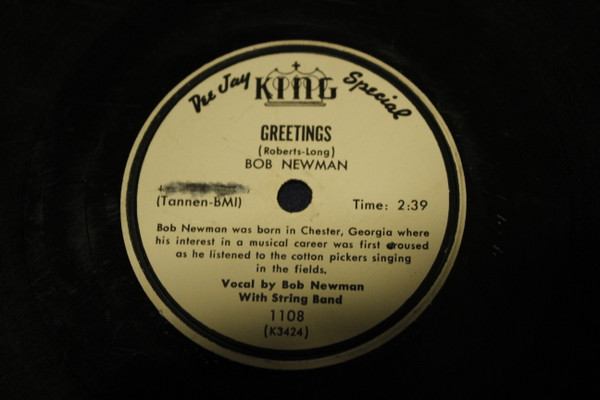 Dee Jay KING Special
GREETINGS
(Roberts-Long)
BOB NEWMAN
(Tannen-BMI)
Time: 2:39
Bob Newman was born in Chester, Georgia where
his interest in a musical career was first aroused
as he listened to the cotton pickers singing
in the fields.
Vocal by Bob Newman
With String Band
1108
(K3424)